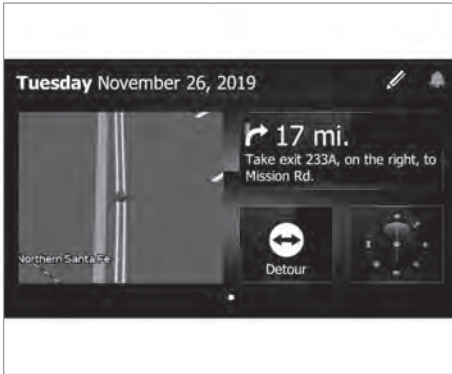 Tuesday November 26, 2019
17 mi.
Take exit 233A, on the right, to
Mission Rd.
Northern Santa Fe
Detour